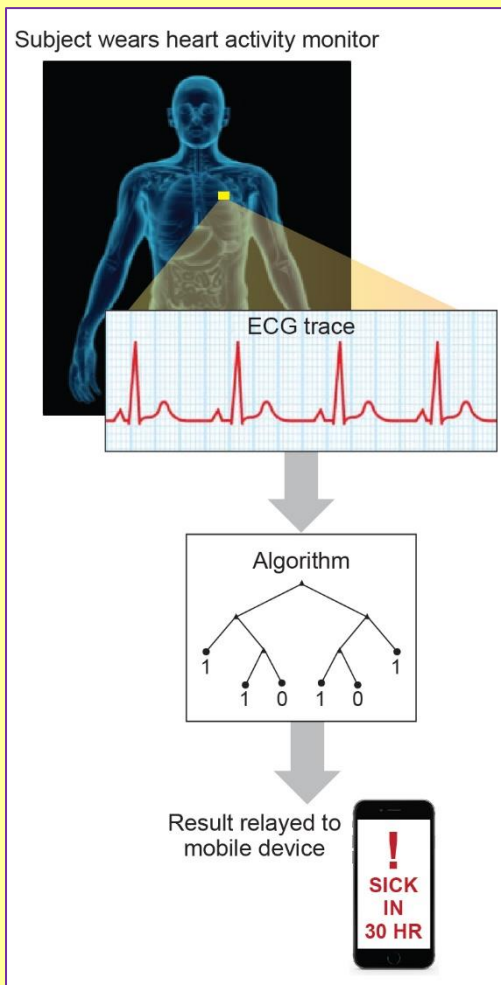 Subject wears heart activity monitor
ECG trace
Algorithm
1
1
1 0 1 0
Result relayed to
mobile device
!
SICK
IN
30 HR